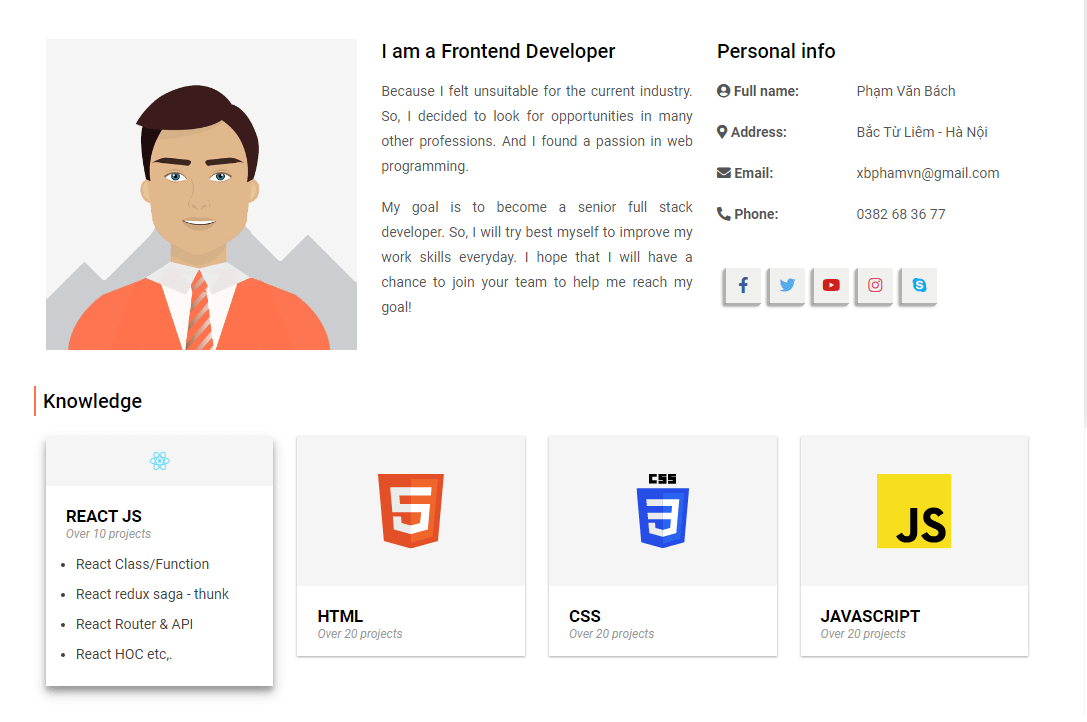 I am a Frontend Developer
Because I felt unsuitable for the current industry.
So, I decided to look for opportunities in many
other professions. And I found a passion in web
programming.
My goal is to become a senior full stack
developer. So, I will try best myself to improve my
work skills everyday. I hope that I will have a
chance to join your team to help me reach my
goal!
Personal info
Full name: Phạm Văn Bách
Address: Bắc Từ Liêm - Hà Nội
Email: xbphamvn@gmail.com
Phone: 0382 68 36 77
Knowledge
REACT JS
Over 10 projects
• React Class/Function
• React redux saga - thunk
• React Router & API
• React HOC etc,.
5
HTML
Over 20 projects
CSS
3
CSS
Over 20 projects
JS
JAVASCRIPT
Over 20 projects